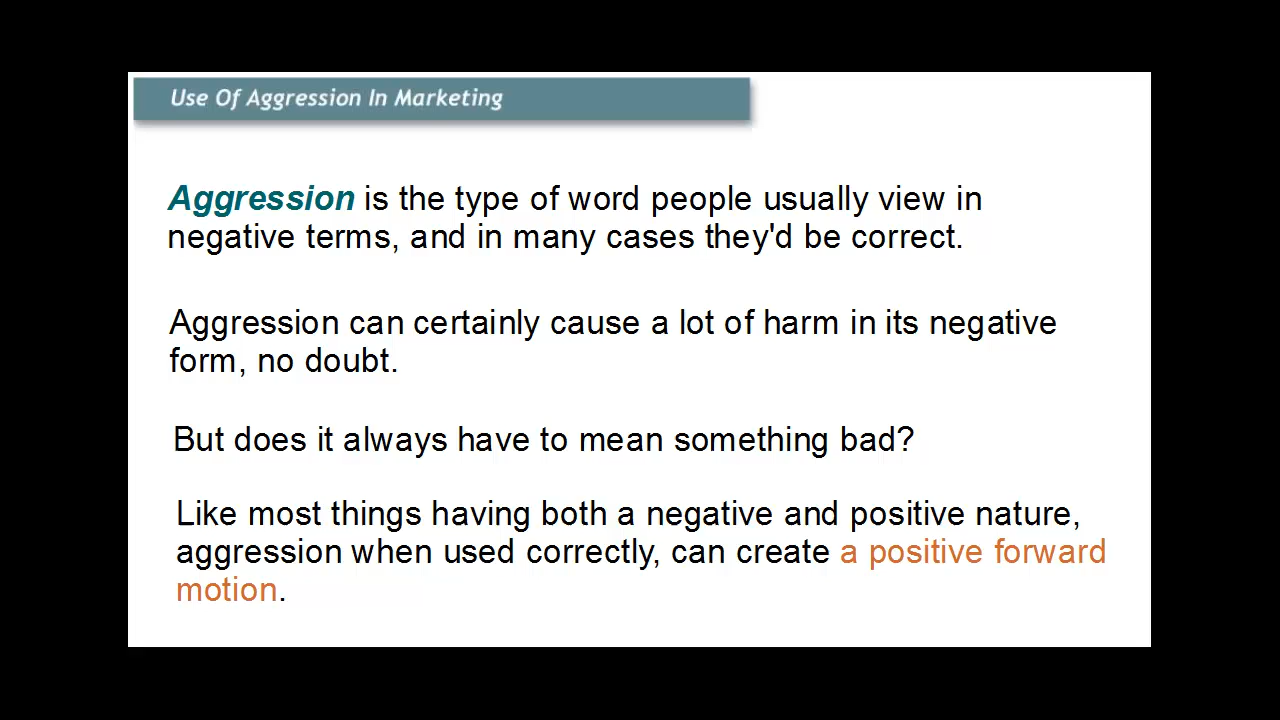 Use Of Aggression In Marketing
Aggression is the type of word people usually view in
negative terms, and in many cases they'd be correct.
Aggression can certainly cause a lot of harm in its negative
form, no doubt.
But does it always have to mean something bad?
Like most things having both a negative and positive nature,
aggression when used correctly, can create a positive forward
motion.